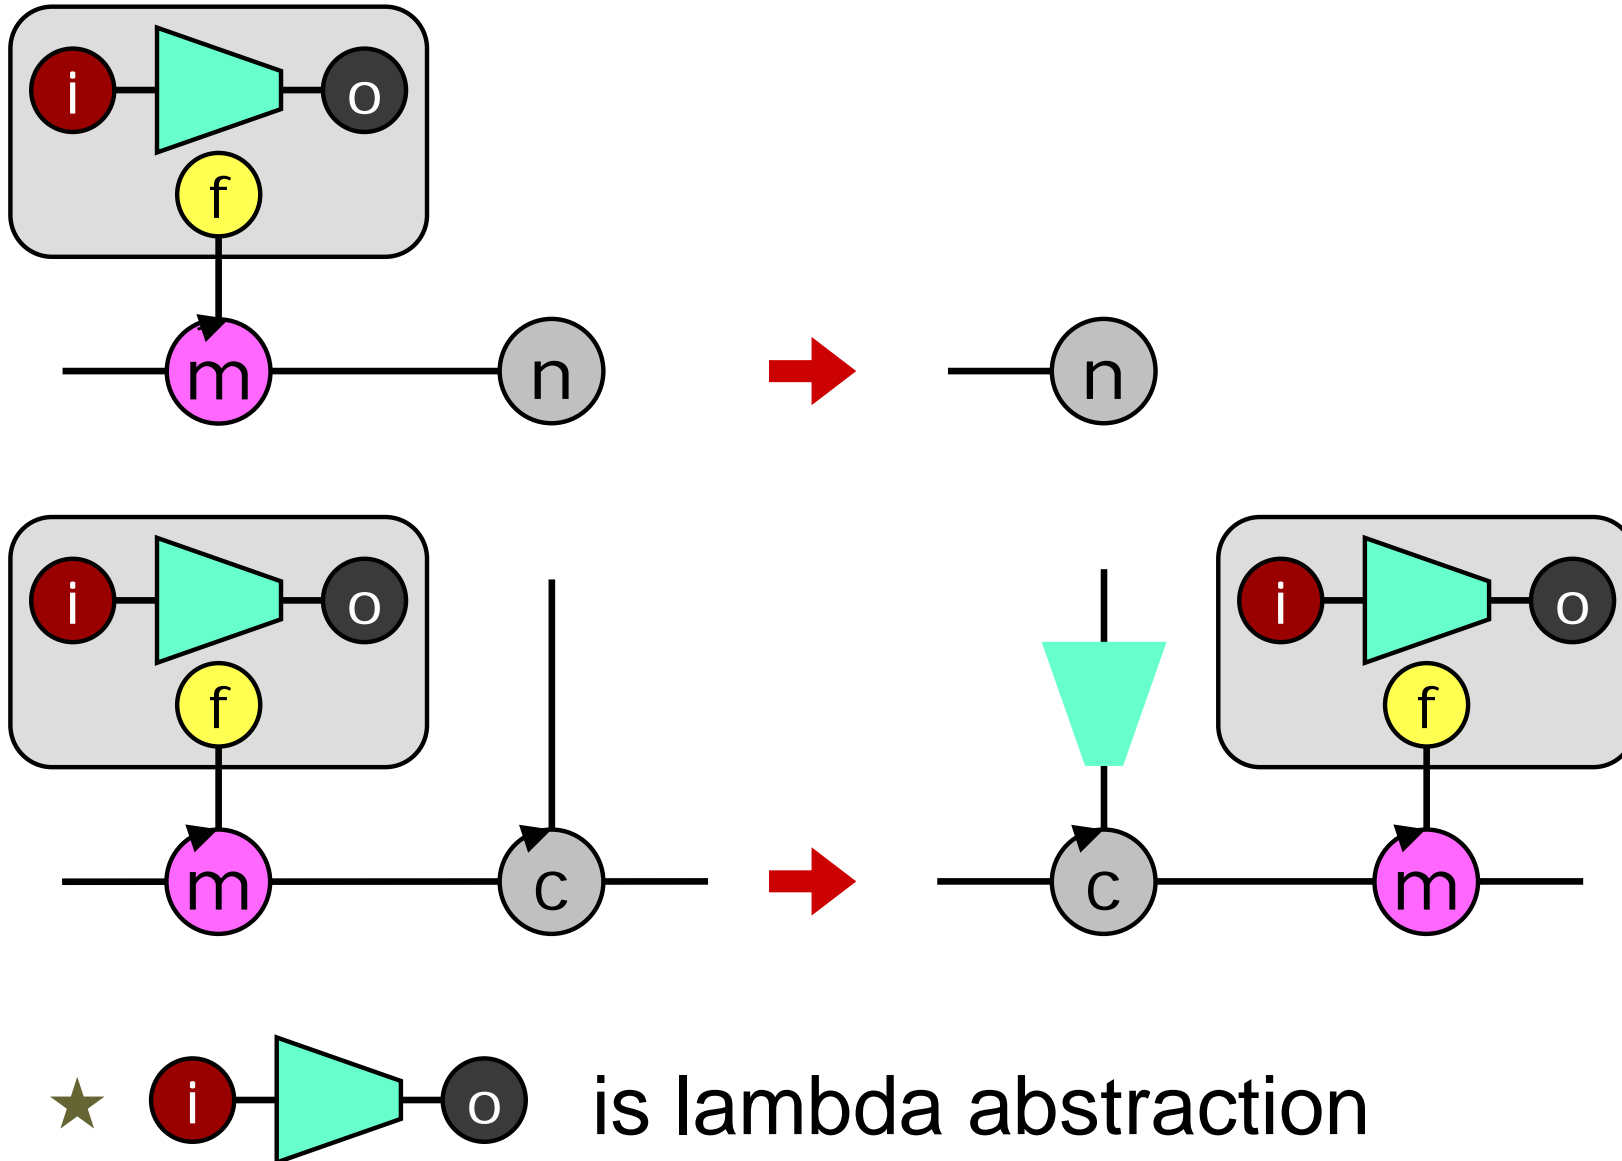 i o
f
m n n
i o i o
f f
m c c m
★ i o is lambda abstraction